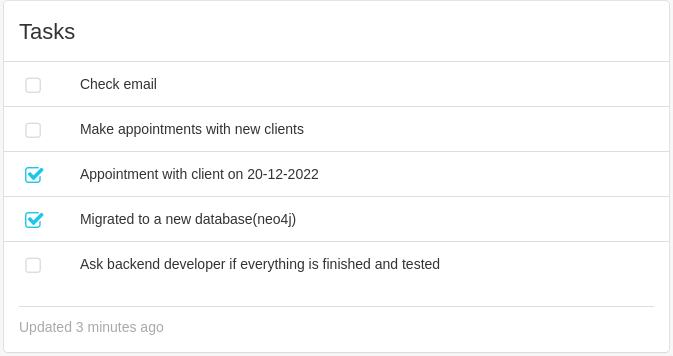 Tasks
Check email
Make appointments with new clients
Appointment with client on 20-12-2022
Migrated to a new database(neo4j)
Ask backend developer if everything is finished and tested
Updated 3 minutes ago